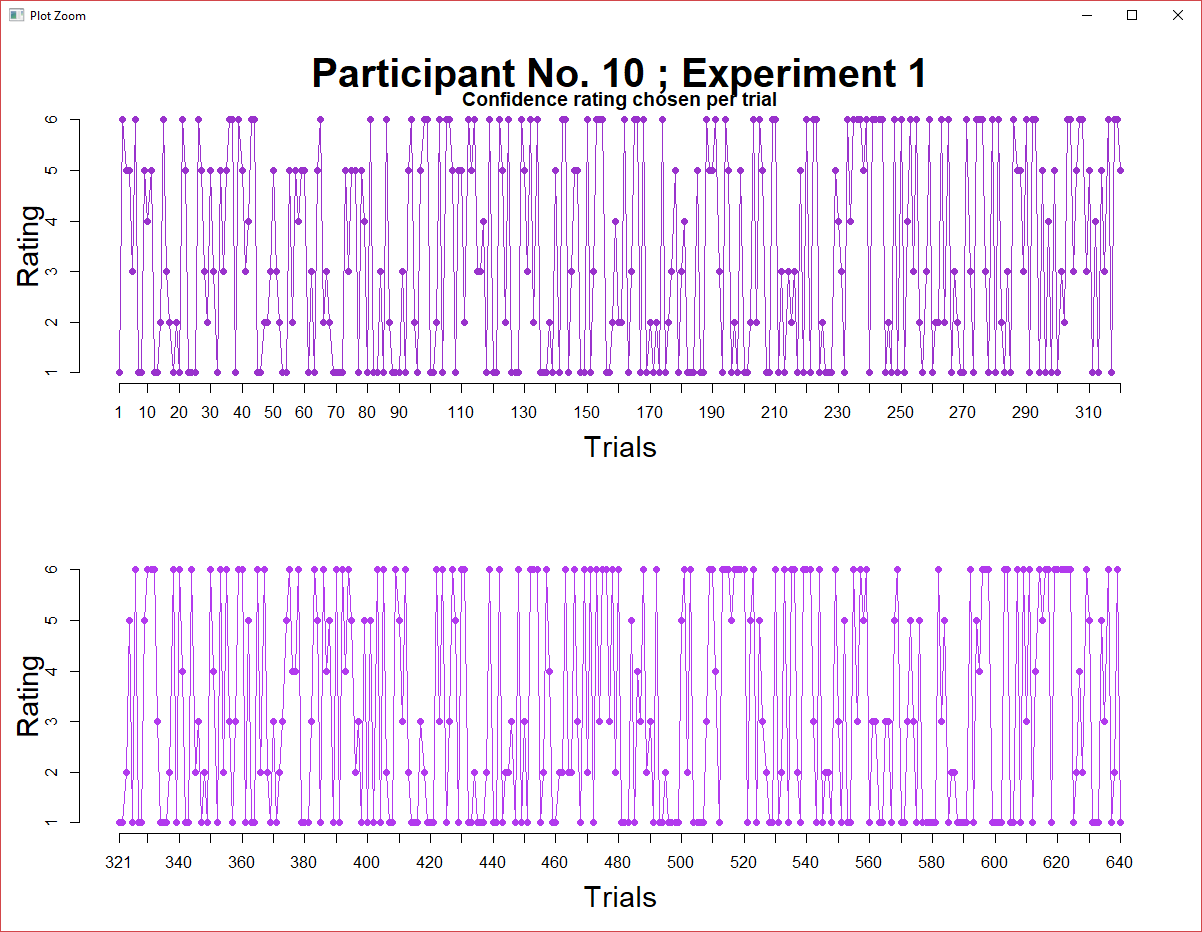 Plot Zoom
Participant No. 10 ; Experiment 1
Confidence rating chosen per trial
Rating
6
5
4
3
2
1
1 10 20 30 40 50 60 70 80 90 110 130 150 170 190 210 230 250 270 290 310
Trials
Rating
6
5
4
3
2
1
321 340 360 380 400 420 440 460 480 500 520 540 560 580 600 620 640
Trials